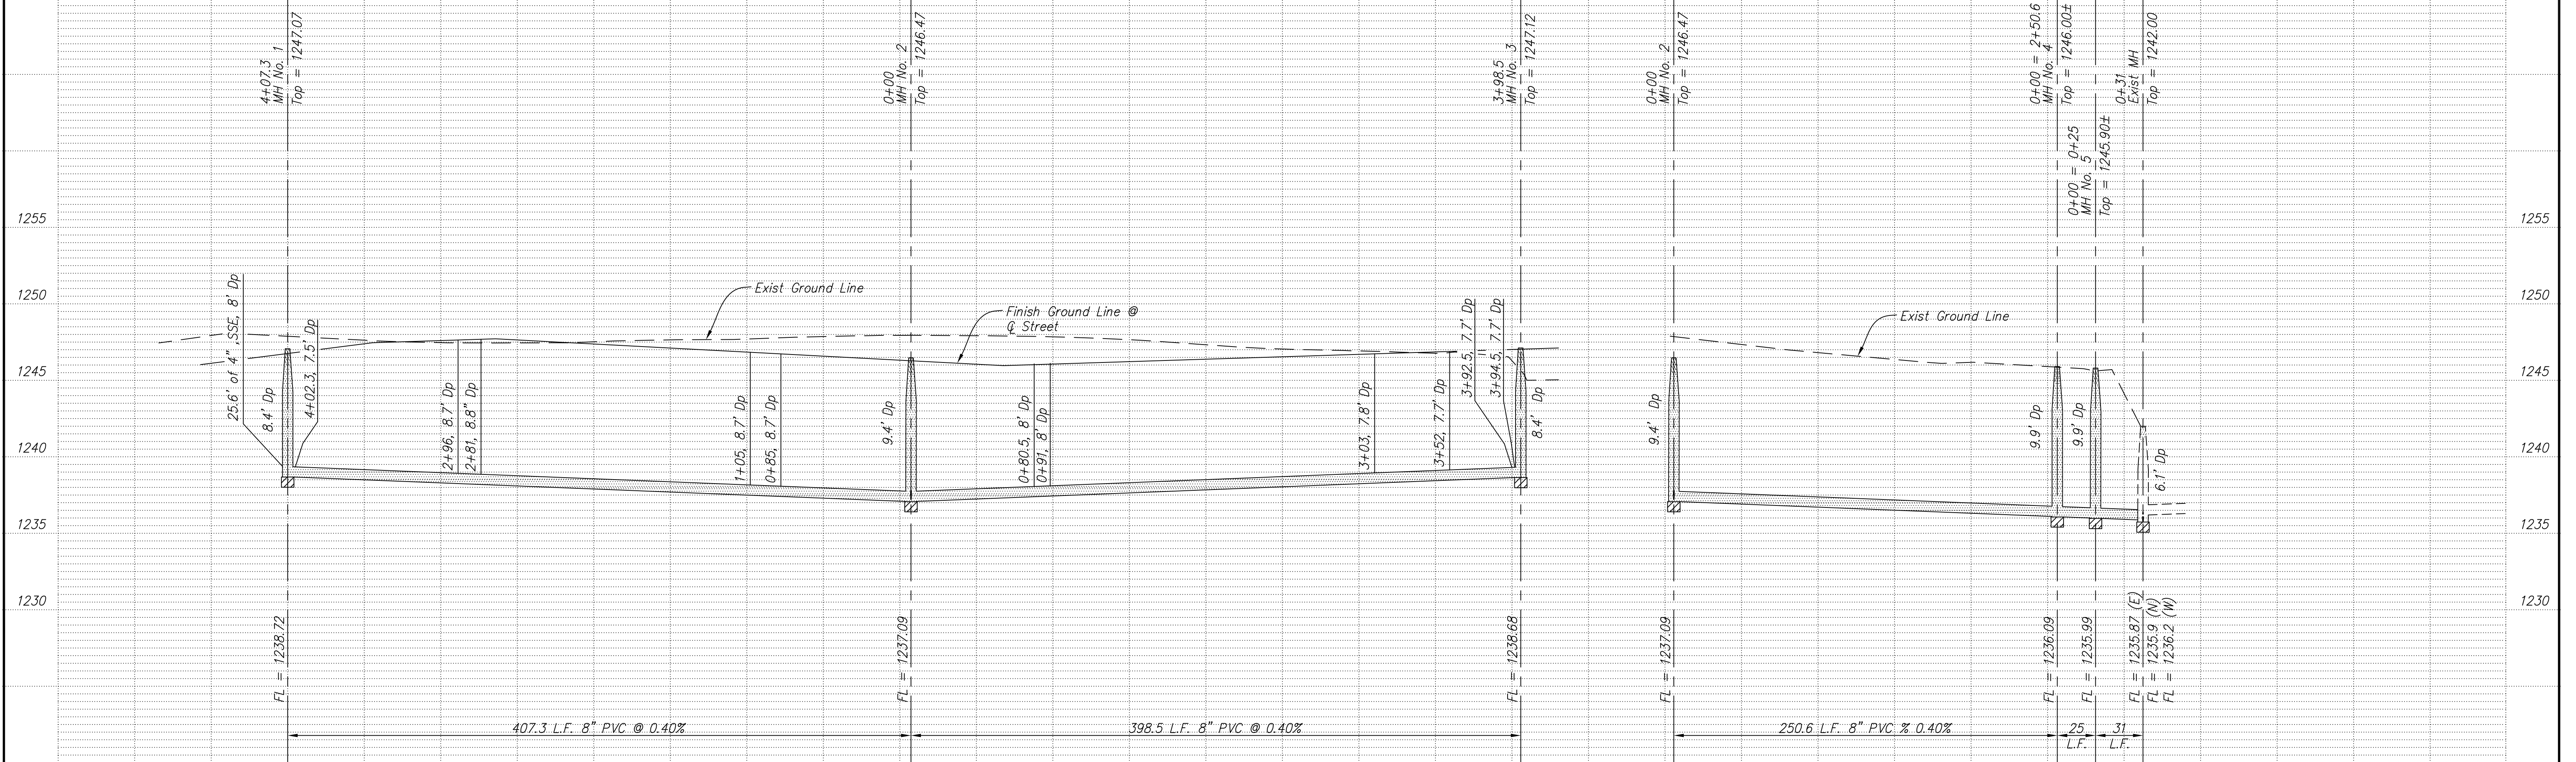 4+07.3
MH No. 1
Top = 1247.07
0+00
MH No. 2
Top = 1246.47
3+98.5
MH No. 3
Top = 1247.12
0+00
MH No. 2
Top = 1246.47
0+00 = 2+50.6
MH No. 4
Top = 1246.00±
0+00 = 0+25
MH No. 5
Top = 1245.90±
0+31
Exist MH
Top = 1242.00
1255
1255
1250
1250
1245
1245
1240
1240
1235
1235
1230
1230
Exist Ground Line
Finish Ground Line @
℄ Street
Exist Ground Line
25.6' of 4" ,SSE, 8' Dp
8.4' Dp
4+02.3, 7.5' Dp
2+96, 8.7' Dp
2+81, 8.8" Dp
1+05, 8.7' Dp
0+85, 8.7' Dp
9.4' Dp
0+80.5, 8' Dp
0+91, 8' Dp
3+03, 7.8' Dp
3+52, 7.7' Dp
3+92.5, 7.7' Dp
3+94.5, 7.7' Dp
8.4' Dp
9.4' Dp
9.9' Dp
9.9' Dp
6.1' Dp
FL = 1238.72
FL = 1237.09
FL = 1238.68
FL = 1237.09
FL = 1236.09
FL = 1235.99
FL = 1235.87 (E)
FL = 1235.9 (N)
FL = 1236.2 (W)
407.3 L.F. 8" PVC @ 0.40%
398.5 L.F. 8" PVC @ 0.40%
250.6 L.F. 8" PVC % 0.40%
25
L.F.
31
L.F.